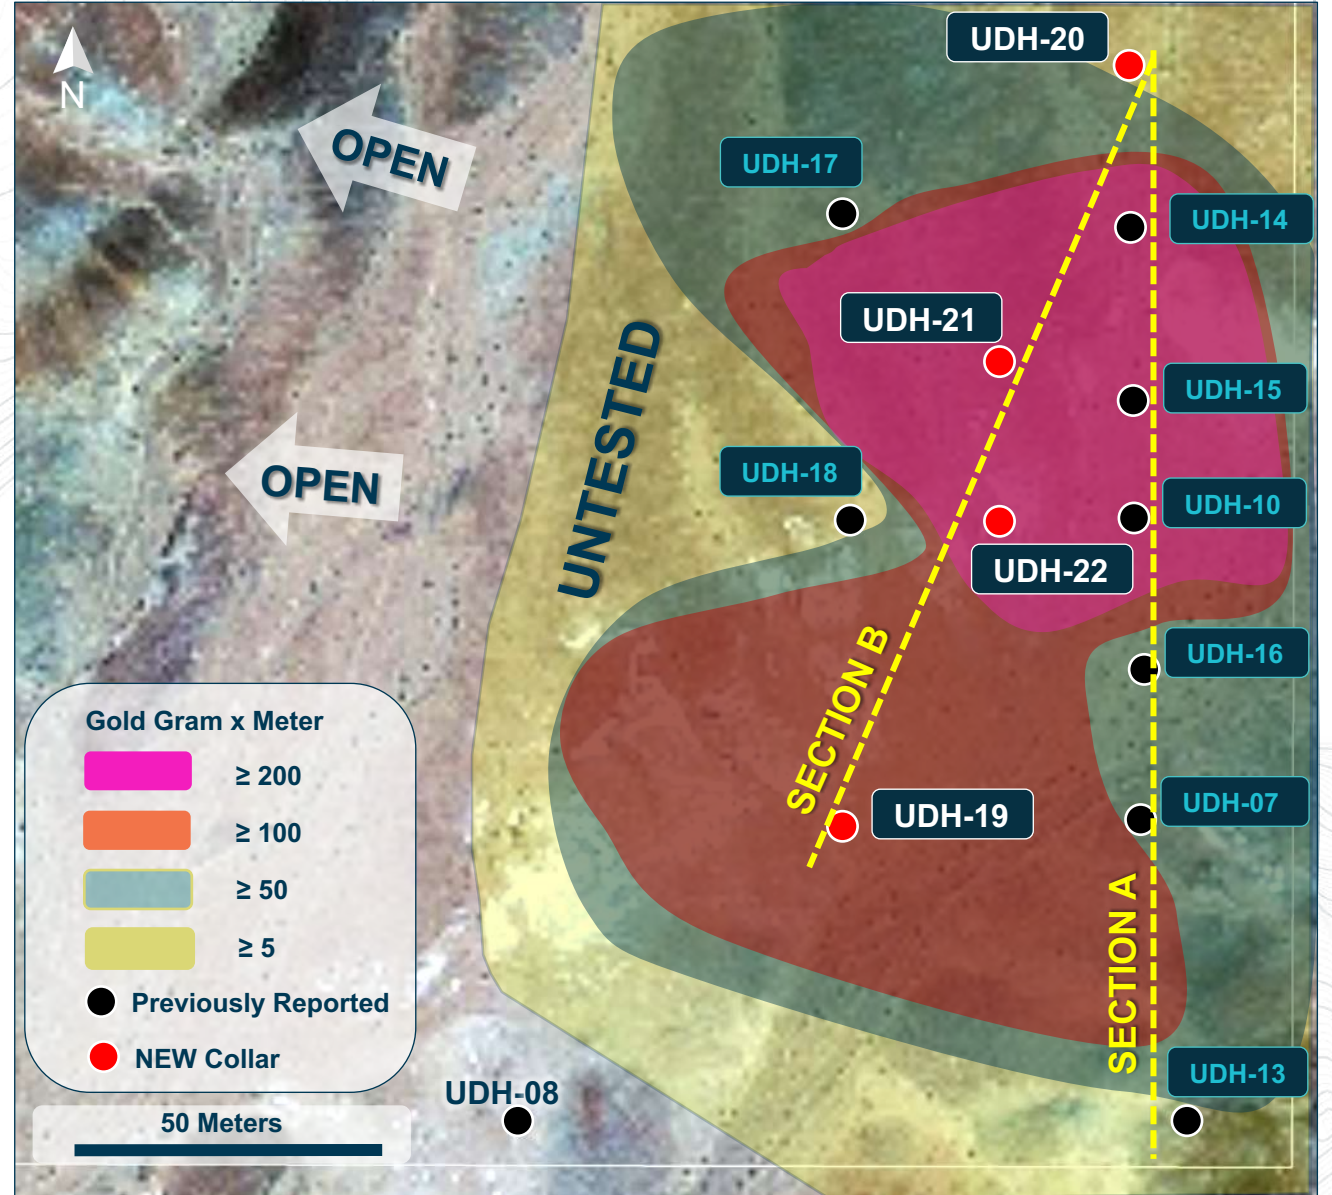 UDH-20
N
OPEN
UDH-17
UDH-14
UDH-21
UNTESTED
UDH-15
UDH-18
OPEN
UDH-10
UDH-22
SECTION B
UDH-16
Gold Gram x Meter
≥ 200
≥ 100
≥ 50
≥ 5
Previously Reported
NEW Collar
UDH-19
UDH-07
SECTION A
UDH-13
UDH-08
50 Meters